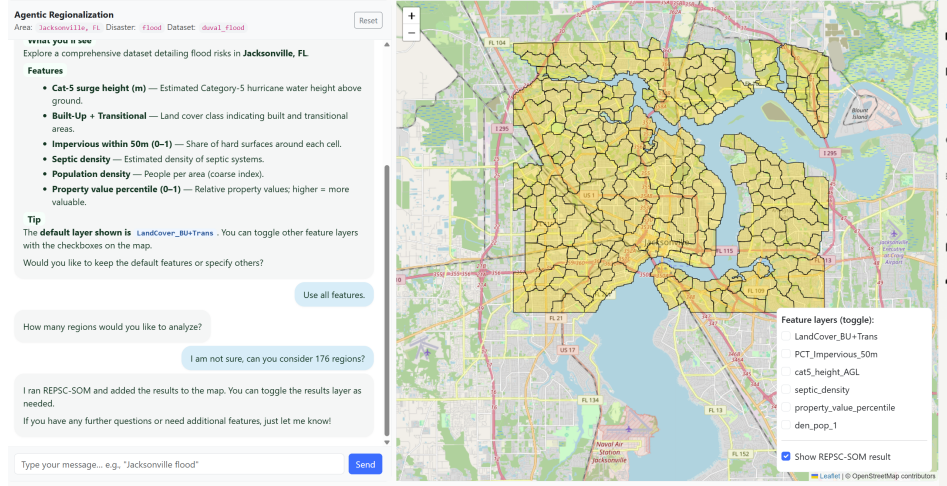 Agentic Regionalization
Area: Jacksonville, FL Disaster: flood Dataset: duval_flood
Reset
What you'll see
Explore a comprehensive dataset detailing flood risks in Jacksonville, FL.
Features
• Cat-5 surge height (m) — Estimated Category-5 hurricane water height above
ground.
• Built-Up + Transitional — Land cover class indicating built and transitional
areas.
• Impervious within 50m (0–1) — Share of hard surfaces around each cell.
• Septic density — Estimated density of septic systems.
• Population density — People per area (coarse index).
• Property value percentile (0–1) — Relative property values; higher = more
valuable.
Tip
The default layer shown is LandCover_BU+Trans . You can toggle other feature layers
with the checkboxes on the map.
Would you like to keep the default features or specify others?
Use all features.
How many regions would you like to analyze?
I am not sure, can you consider 176 regions?
I ran REPSC-SOM and added the results to the map. You can toggle the results layer as
needed.
If you have any further questions or need additional features, just let me know!
Type your message... e.g., "Jacksonville flood"
Send
+
−
FL 104
I 295
Blount
Island
I 295
US 1
Jacksonville
Executive
at Craig
Airport
FL 115
FL 113
FL 109
FL 21
US 17
FL 134
FL 13
Naval Air
Station
Jacksonville
FL 152
Feature layers (toggle):
LandCover_BU+Trans
PCT_Impervious_50m
cat5_height_AGL
septic_density
property_value_percentile
den_pop_1
Show REPSC-SOM result
Leaflet | © OpenStreetMap contributors